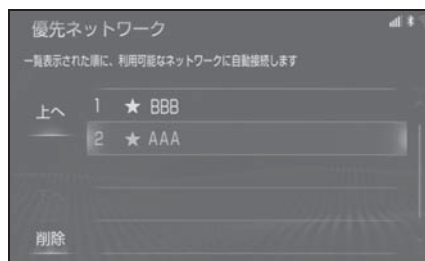 優先ネットワーク
一覧表示された順に、利用可能なネットワークに自動接続します
上へ
1 ★ BBB
2 ★ AAA
下へ
削除